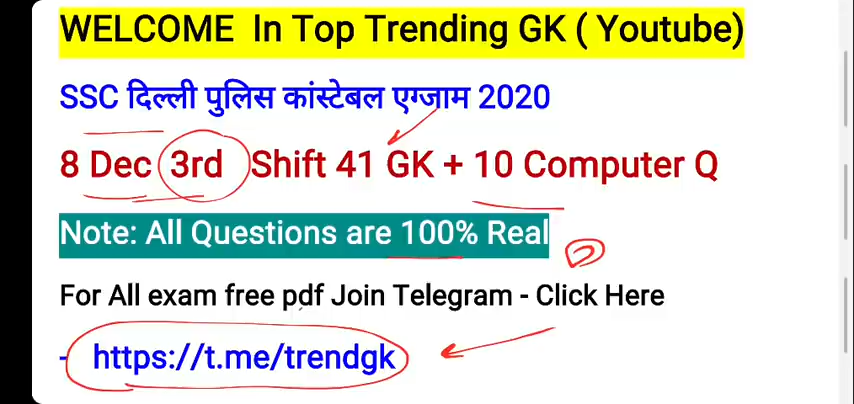 WELCOME In Top Trending GK ( Youtube)
SSC दिल्ली पुलिस कांस्टेबल एग्जाम 2020
8 Dec 3rd Shift 41 GK + 10 Computer Q
Note: All Questions are 100% Real
For All exam free pdf Join Telegram - Click Here
- https://t.me/trendgk